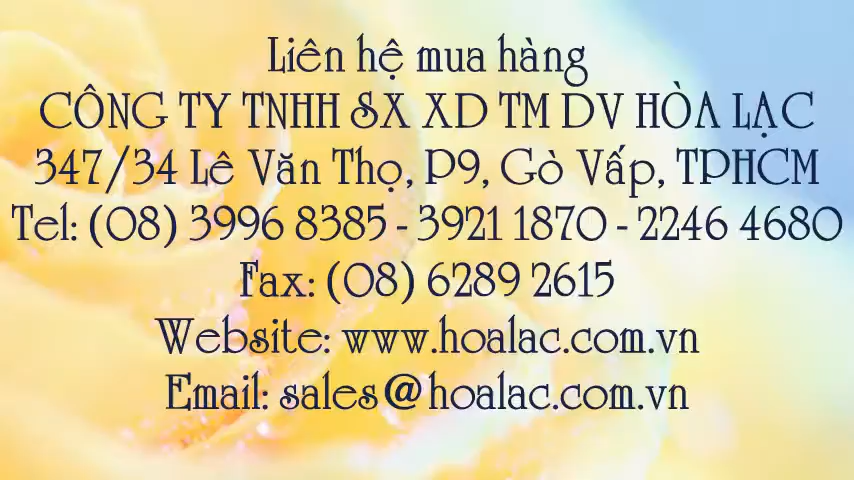 Liên hệ mua hàng
CÔNG TY TNHH SX XD TM DV HÒA LẠC
347/34 Lê Văn Thọ, P9, Gò Vấp, TPHCM
Tel: (08) 3996 8385 - 3921 1870 - 2246 4680
Fax: (08) 6289 2615
Website: www.hoalac.com.vn
Email: sales@hoalac.com.vn